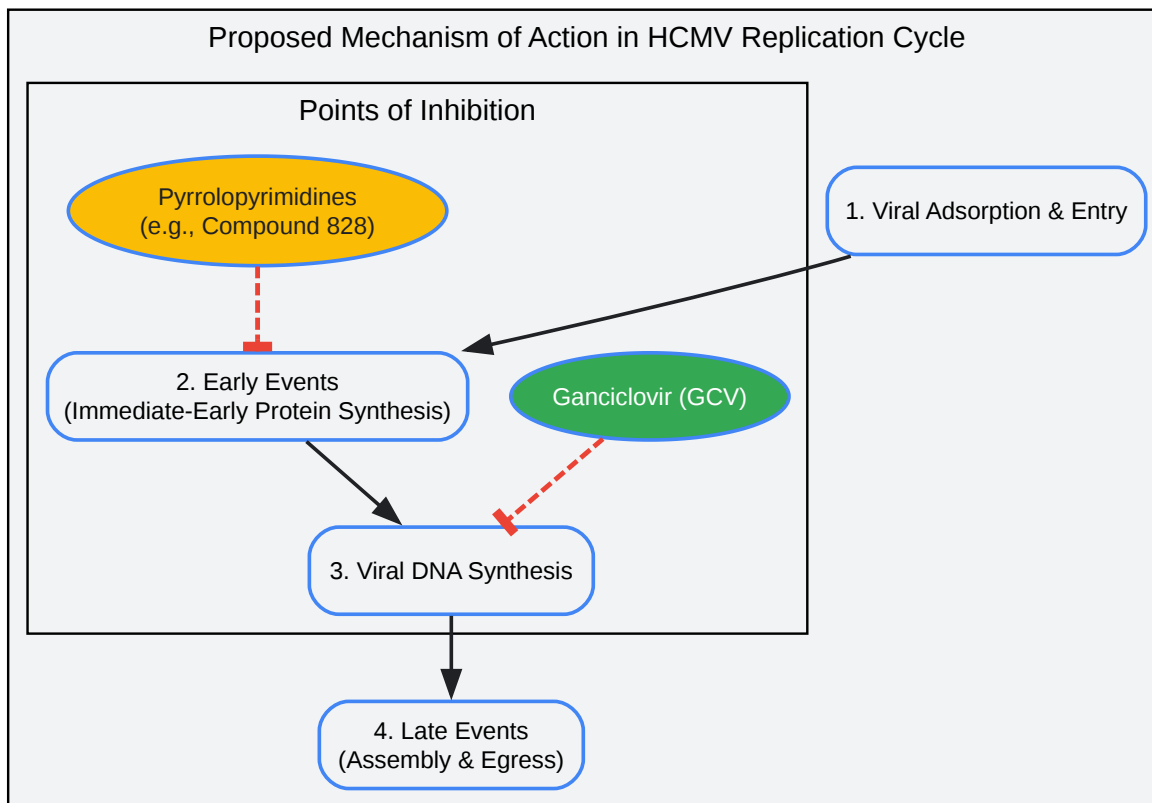 Proposed Mechanism of Action in HCMV Replication Cycle
Points of Inhibition
Pyrrolopyrimidines
(e.g., Compound 828)
1. Viral Adsorption & Entry
2. Early Events
(Immediate-Early Protein Synthesis)
Ganciclovir (GCV)
3. Viral DNA Synthesis
4. Late Events
(Assembly & Egress)